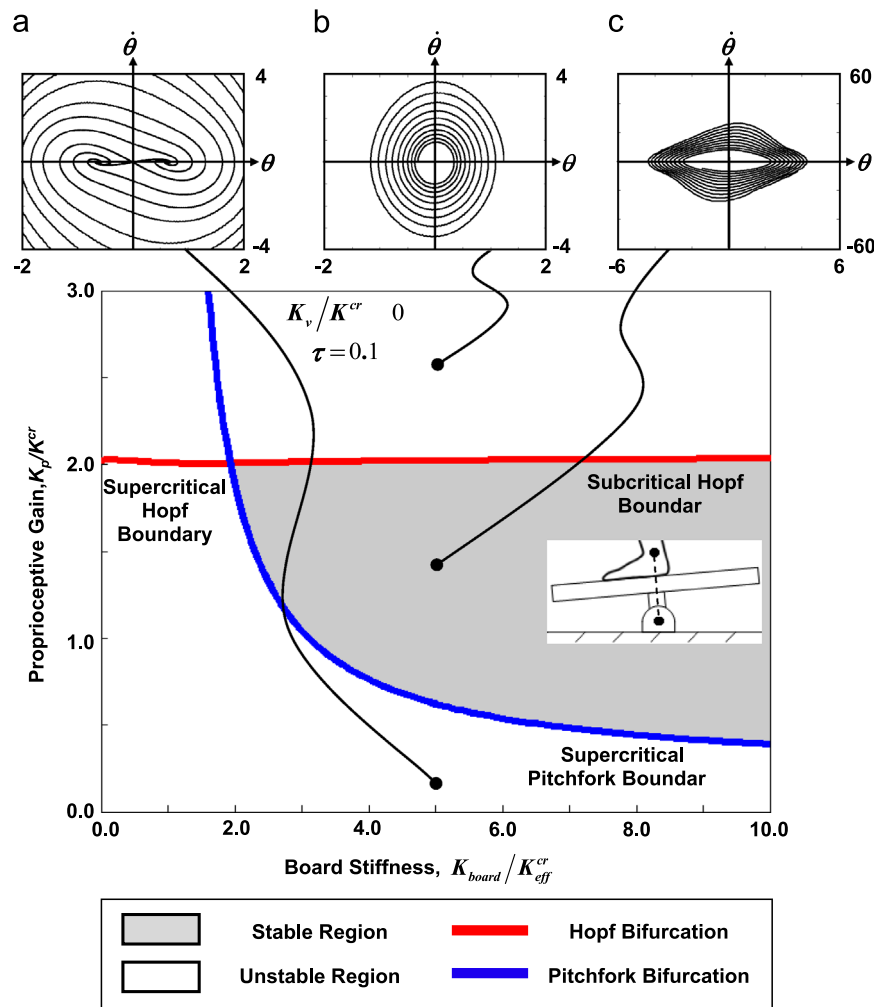 a
b
c
θ̇
θ̇
θ̇
4
4
60
θ
θ
θ
-4
-4
-60
-2
2
-2
2
-6
6
3.0
K_v/K^cr 0
τ=0.1
2.0
Supercritical
Hopf
Boundary
Subcritical Hopf
Boundar
Proprioceptive Gain,K_p/K^cr
1.0
Supercritical
Pitchfork Boundar
0.0
0.0
2.0
4.0
6.0
8.0
10.0
Board Stiffness, K_board/K_eff^cr
Stable Region
Hopf Bifurcation
Unstable Region
Pitchfork Bifurcation